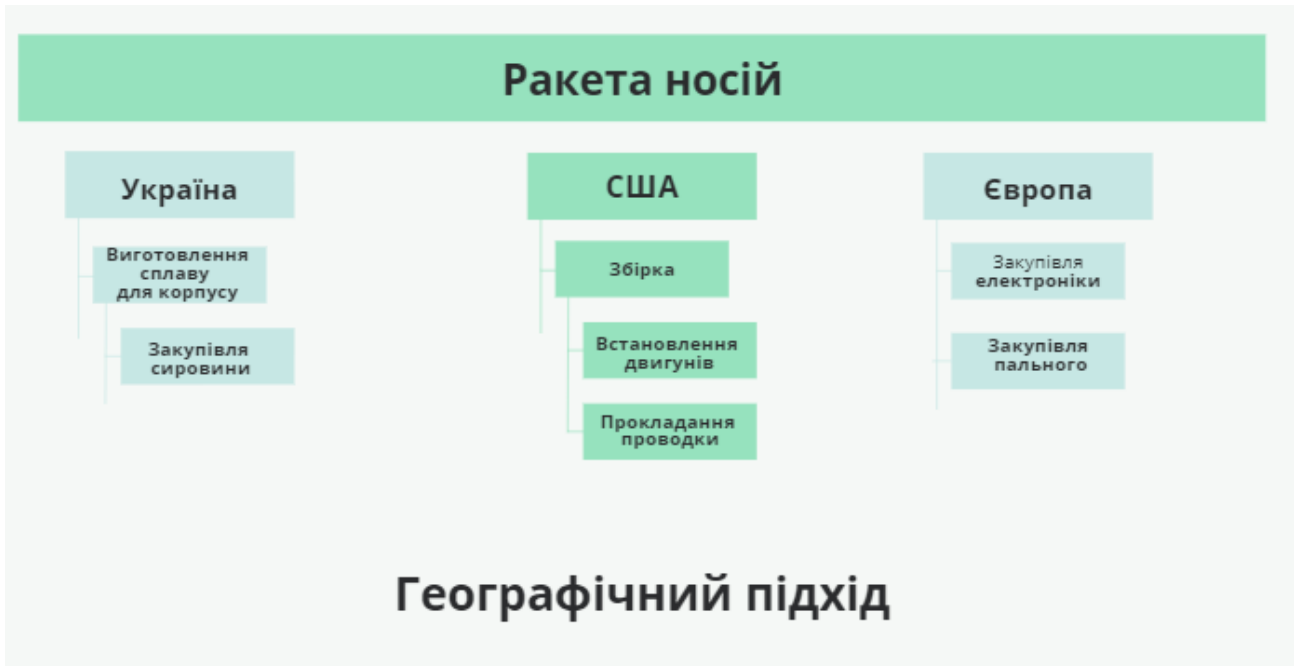 Ракета носій
Україна
Виготовлення
сплаву
для корпусу
Закупівля
сировини
США
Збірка
Встановлення
двигунів
Прокладання
проводки
Європа
Закупівля
електроніки
Закупівля
пального
Географічний підхід